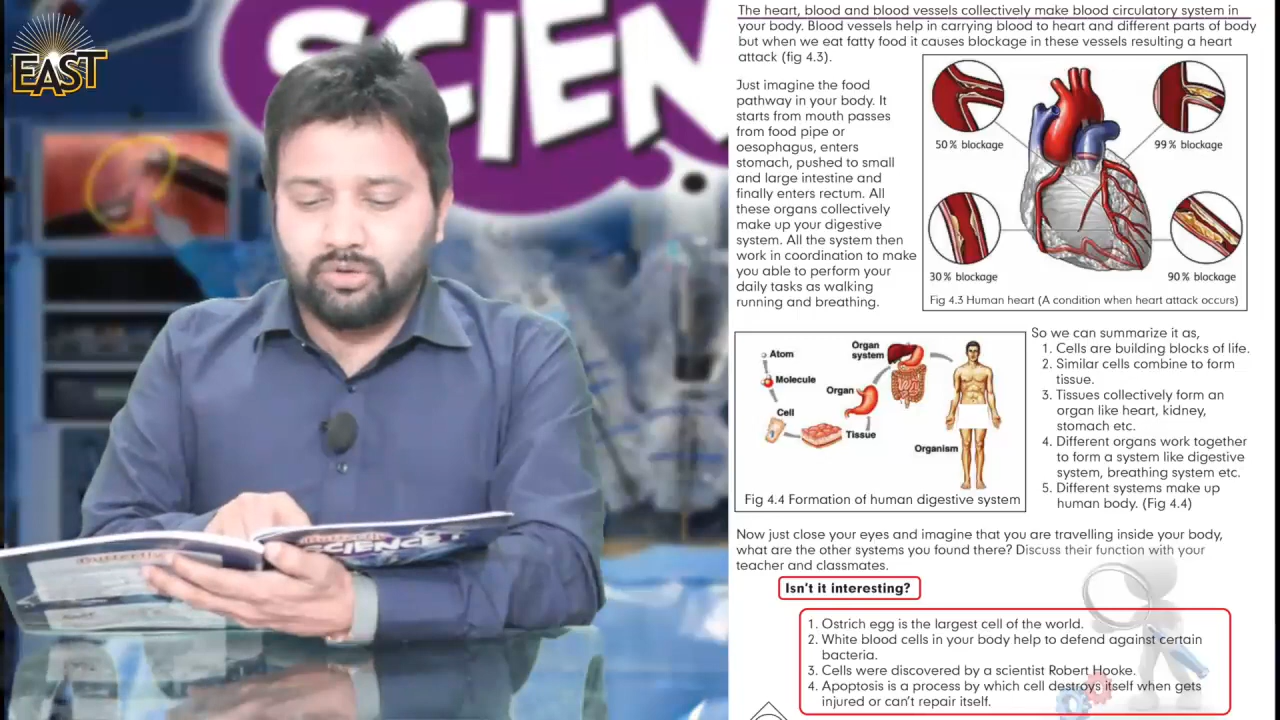 EAST
SCIEN
SCIENCE
The heart, blood and blood vessels collectively make blood circulatory system in
your body. Blood vessels help in carrying blood to heart and different parts of body
but when we eat fatty food it causes blockage in these vessels resulting a heart
attack (fig 4.3).
Just imagine the food
pathway in your body. It
starts from mouth passes
from food pipe or
oesophagus, enters
stomach, pushed to small
and large intestine and
finally enters rectum. All
these organs collectively
make up your digestive
system. All the system then
work in coordination to make
you able to perform your
daily tasks as walking
running and breathing.
50% blockage
99% blockage
30% blockage
90% blockage
Fig 4.3 Human heart (A condition when heart attack occurs)
Atom
Molecule
Cell
Tissue
Organ
Organ
system
Organism
Fig 4.4 Formation of human digestive system
So we can summarize it as,
1. Cells are building blocks of life.
2. Similar cells combine to form
tissue.
3. Tissues collectively form an
organ like heart, kidney,
stomach etc.
4. Different organs work together
to form a system like digestive
system, breathing system etc.
5. Different systems make up
human body. (Fig 4.4)
Now just close your eyes and imagine that you are travelling inside your body,
what are the other systems you found there? Discuss their function with your
teacher and classmates.
Isn't it interesting?
1. Ostrich egg is the largest cell of the world.
2. White blood cells in your body help to defend against certain
bacteria.
3. Cells were discovered by a scientist Robert Hooke.
4. Apoptosis is a process by which cell destroys itself when gets
injured or can't repair itself.